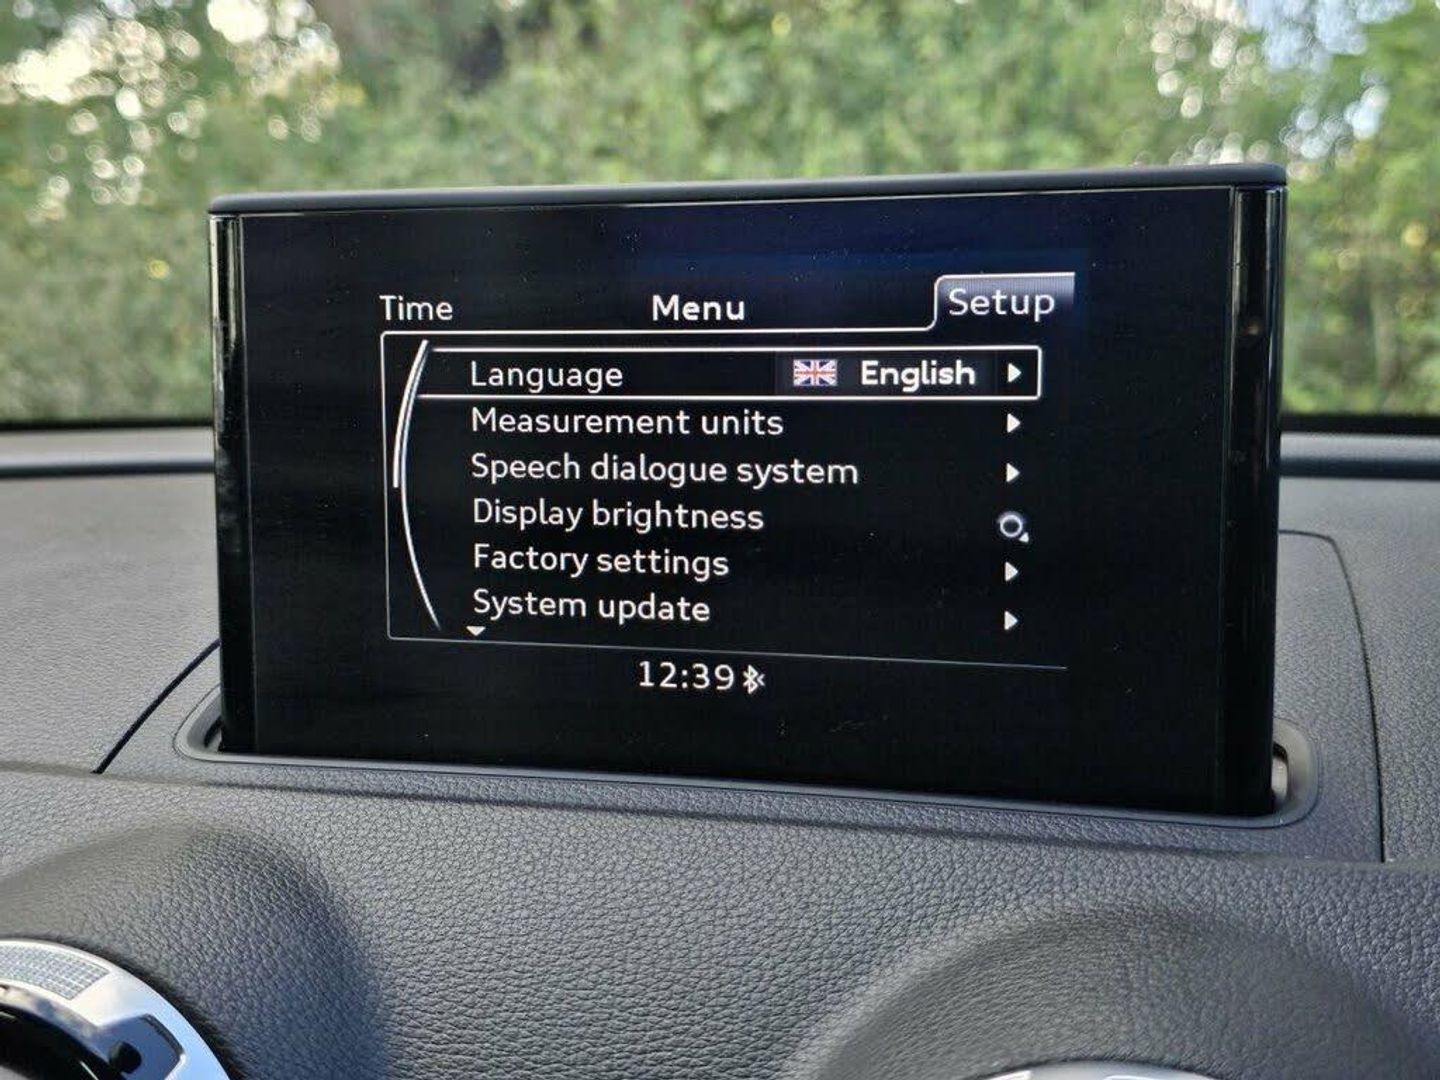 Time Menu Setup
Language English
Measurement units
Speech dialogue system
Display brightness
Factory settings
System update
12:39